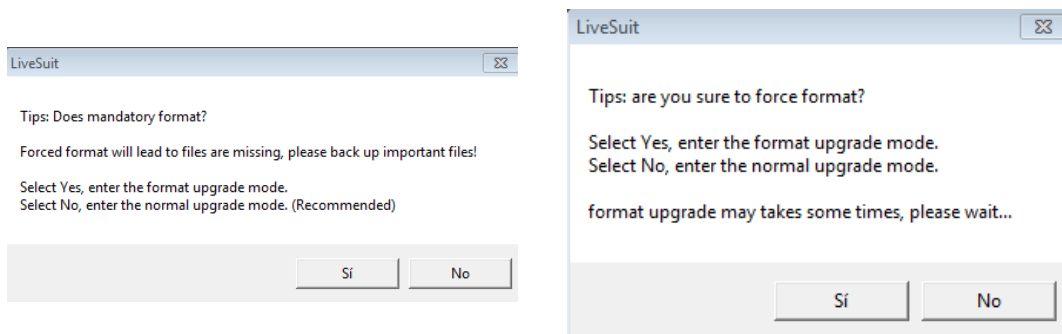 LiveSuit
Tips: Does mandatory format?
Forced format will lead to files are missing, please back up important files!
Select Yes, enter the format upgrade mode.
Select No, enter the normal upgrade mode. (Recommended)
Sí
No
LiveSuit
Tips: are you sure to force format?
Select Yes, enter the format upgrade mode.
Select No, enter the normal upgrade mode.
format upgrade may takes some times, please wait...
Sí
No